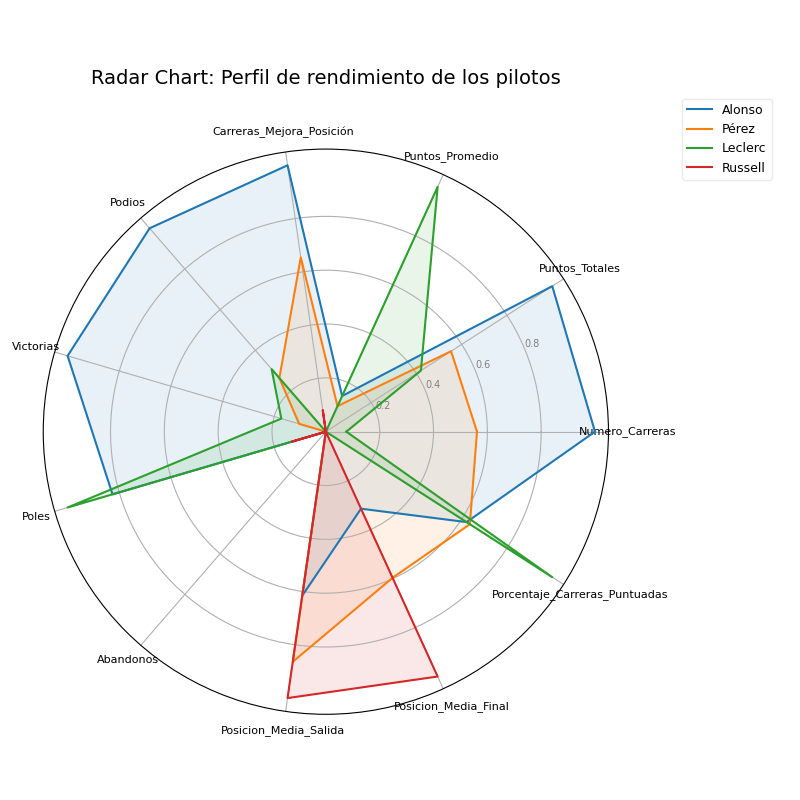 Radar Chart: Perfil de rendimiento de los pilotos
Alonso
Pérez
Leclerc
Russell
Carreras_Mejora_Posición
Puntos_Promedio
Podios
Puntos_Totales
Victorias
0.8
0.6
0.4
0.2
Numero_Carreras
Poles
Porcentaje_Carreras_Puntuadas
Abandonos
Posicion_Media_Final
Posicion_Media_Salida